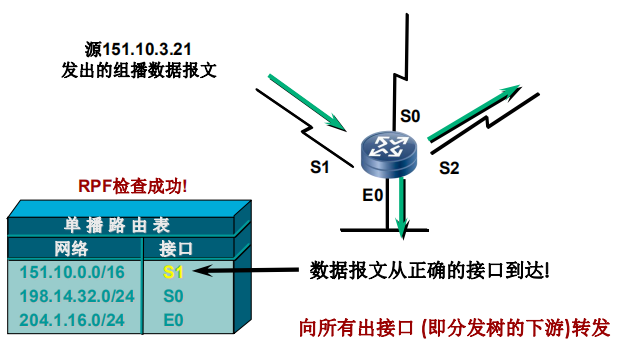 源151.10.3.21
发出的组播数据报文
S0
S1
S2
E0
RPF检查成功!
单播路由表
网络 接口
151.10.0.0/16 S1
198.14.32.0/24 S0
204.1.16.0/24 E0
数据报文从正确的接口到达!
向所有出接口 (即分发树的下游)转发